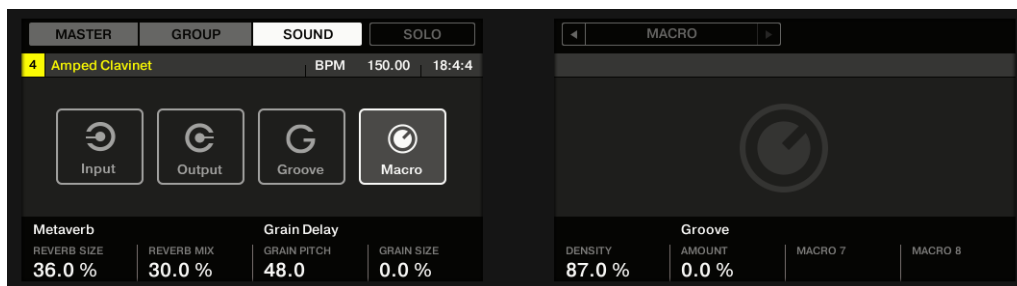 MASTER GROUP SOUND SOLO
4 Amped Clavinet BPM 150.00 18:4:4
Input Output Groove Macro
Metaverb Grain Delay
REVERB SIZE REVERB MIX GRAIN PITCH GRAIN SIZE
36.0 % 30.0 % 48.0 0.0 %
MACRO
Groove
DENSITY AMOUNT MACRO 7 MACRO 8
87.0 % 0.0 %